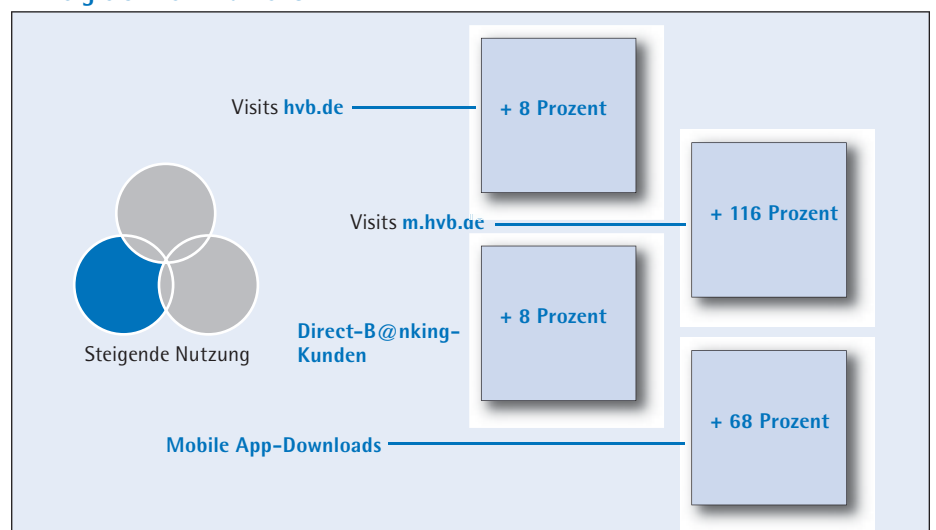 Visits hvb.de
+ 8 Prozent
Visits m.hvb.de
+ 116 Prozent
Direct-B@nking-
Kunden
+ 8 Prozent
Steigende Nutzung
Mobile App-Downloads
+ 68 Prozent